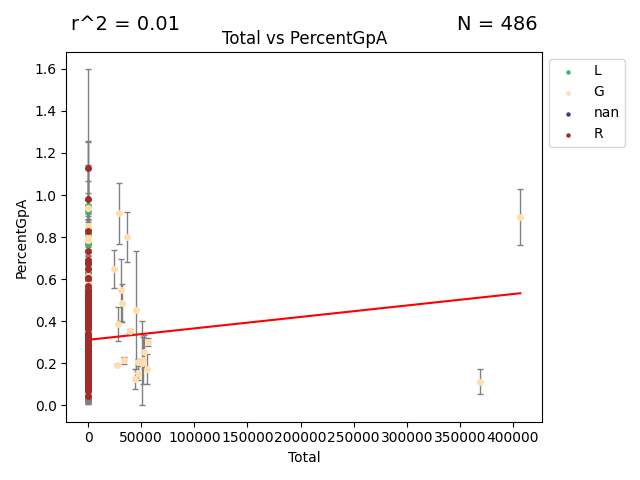 r^2 = 0.01
N = 486
Total vs PercentGpA
L
G
nan
R
PercentGpA
1.6
1.4
1.2
1.0
0.8
0.6
0.4
0.2
0.0
0 50000 100000 150000 200000 250000 300000 350000 400000
Total